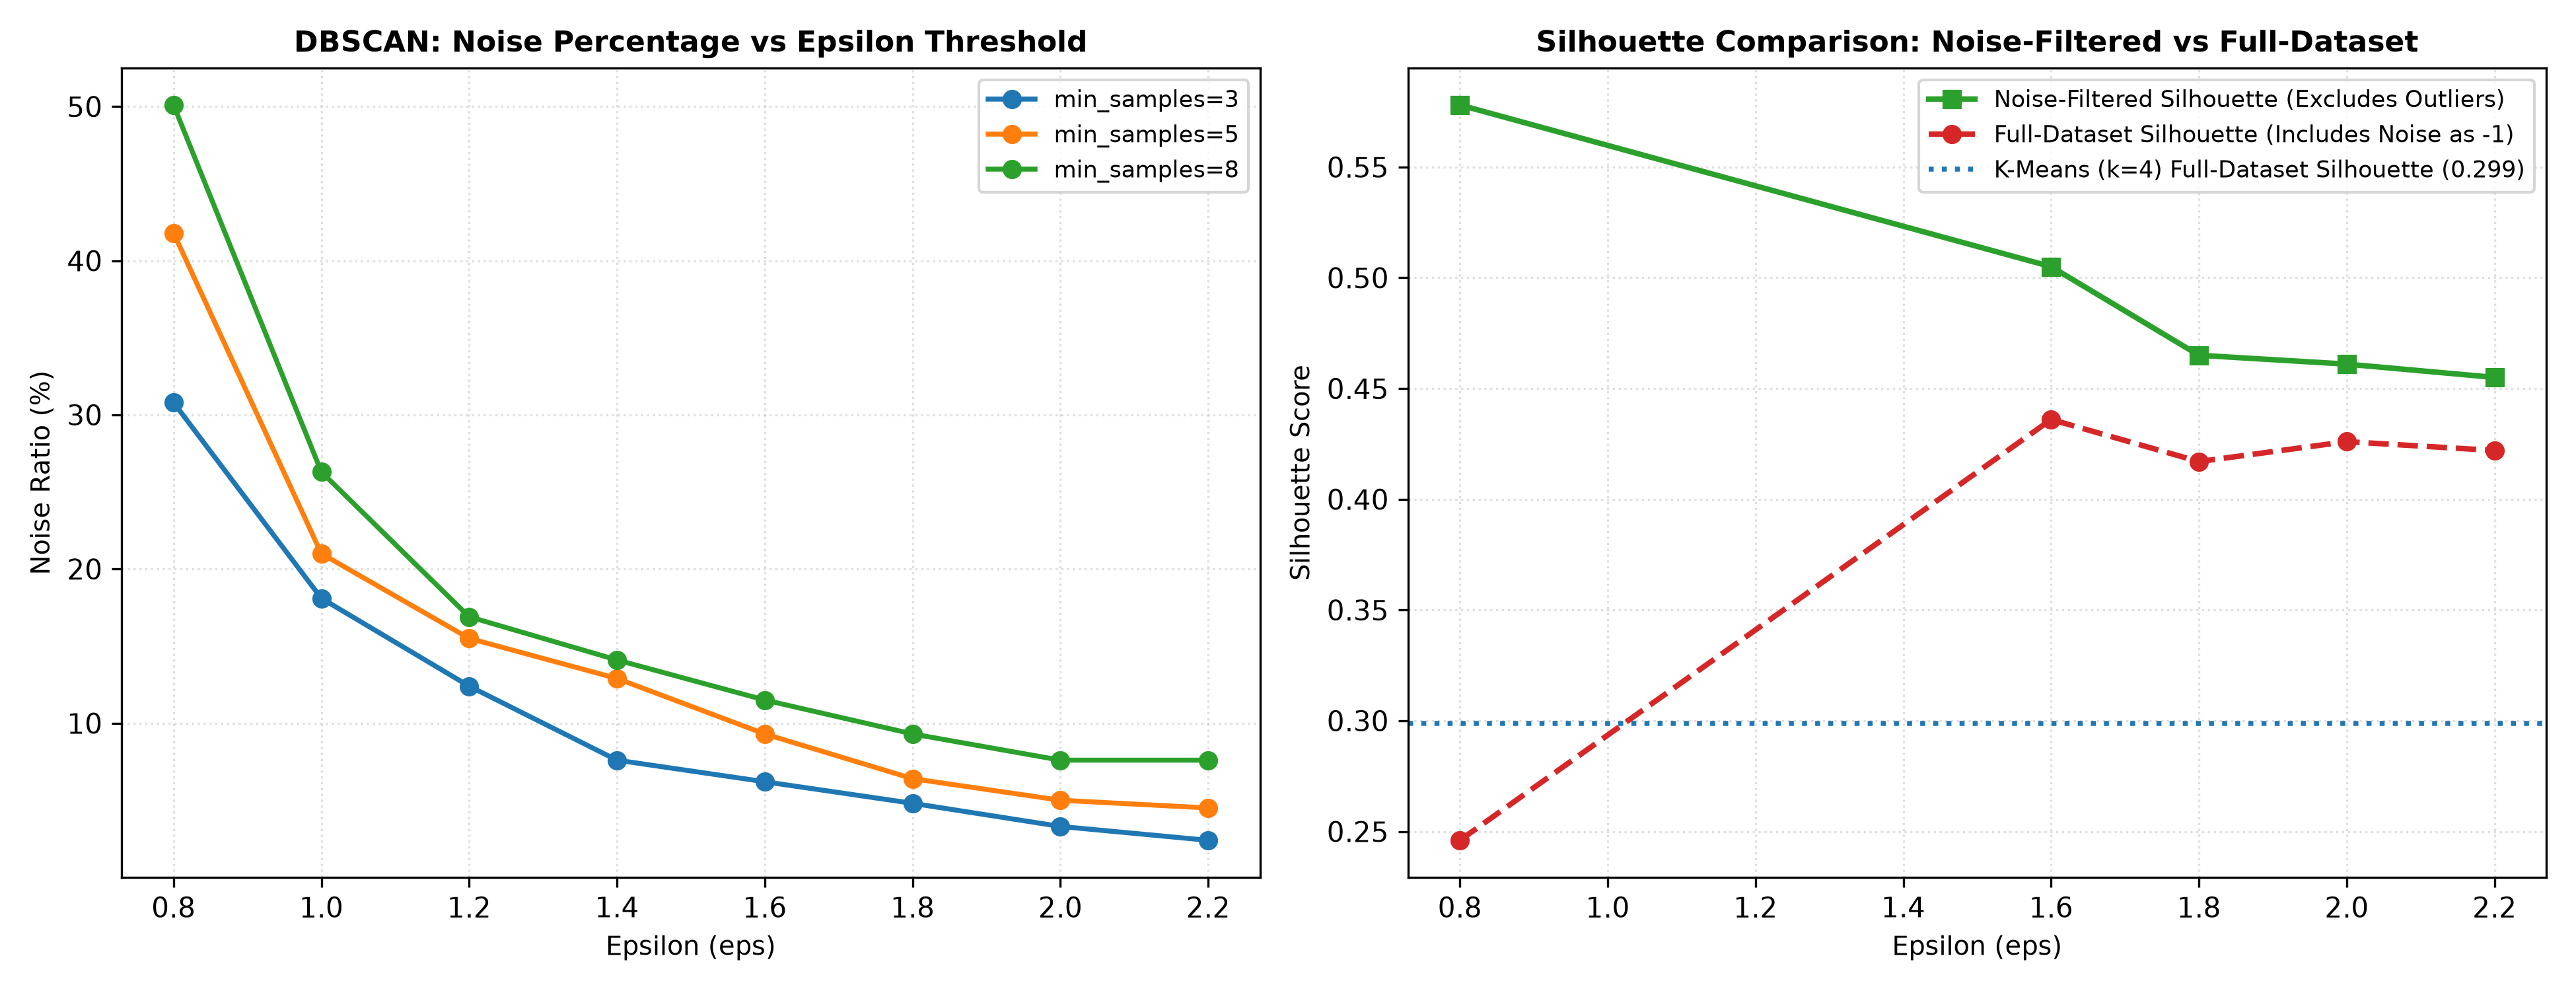 DBSCAN: Noise Percentage vs Epsilon Threshold
min_samples=3
min_samples=5
min_samples=8
Noise Ratio (%)
50
40
30
20
10
0.8 1.0 1.2 1.4 1.6 1.8 2.0 2.2
Epsilon (eps)
Silhouette Comparison: Noise-Filtered vs Full-Dataset
Noise-Filtered Silhouette (Excludes Outliers)
Full-Dataset Silhouette (Includes Noise as -1)
K-Means (k=4) Full-Dataset Silhouette (0.299)
Silhouette Score
0.55
0.50
0.45
0.40
0.35
0.30
0.25
0.8 1.0 1.2 1.4 1.6 1.8 2.0 2.2
Epsilon (eps)